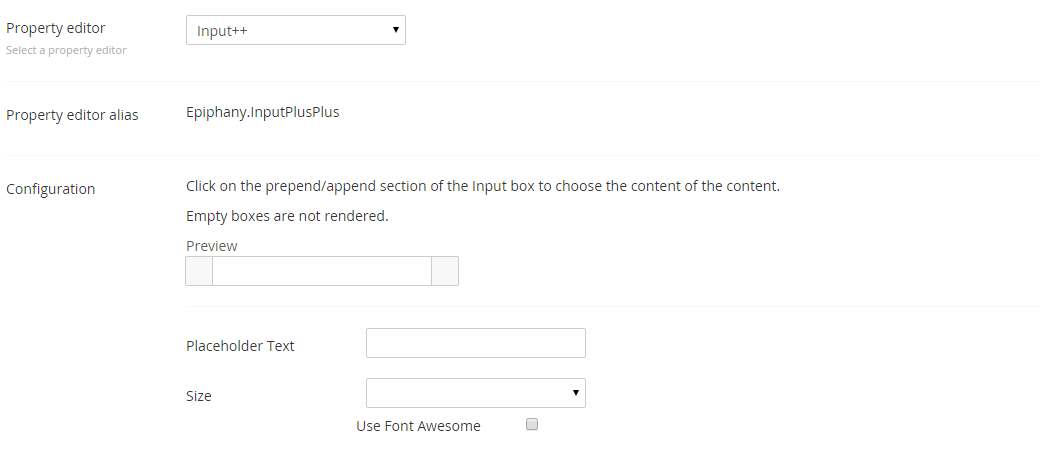 Property editor
Input++
Select a property editor
Property editor alias
Epiphany.InputPlusPlus
Configuration
Click on the prepend/append section of the Input box to choose the content of the content.
Empty boxes are not rendered.
Preview
Placeholder Text
Size
Use Font Awesome